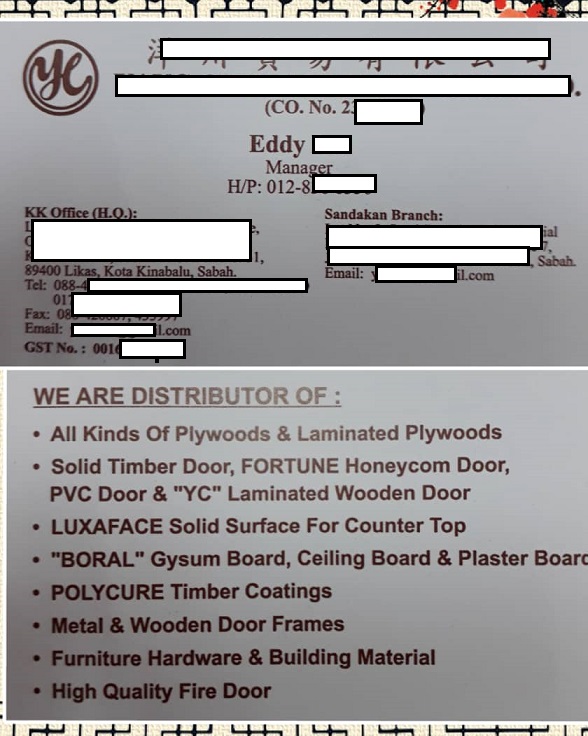 YC
(CO. No. 2
Eddy
Manager
H/P: 012-8
KK Office (H.Q.):
1,
89400 Likas, Kota Kinabalu, Sabah.
Tel: 088-4
01
Fax: 08
Email: l.com
GST No. : 001
Sandakan Branch:
ial
, Sabah.
Email: il.com
WE ARE DISTRIBUTOR OF :
• All Kinds Of Plywoods & Laminated Plywoods
• Solid Timber Door, FORTUNE Honeycom Door,
PVC Door & "YC" Laminated Wooden Door
• LUXAFACE Solid Surface For Counter Top
• "BORAL" Gysum Board, Ceiling Board & Plaster Board
• POLYCURE Timber Coatings
• Metal & Wooden Door Frames
• Furniture Hardware & Building Material
• High Quality Fire Door